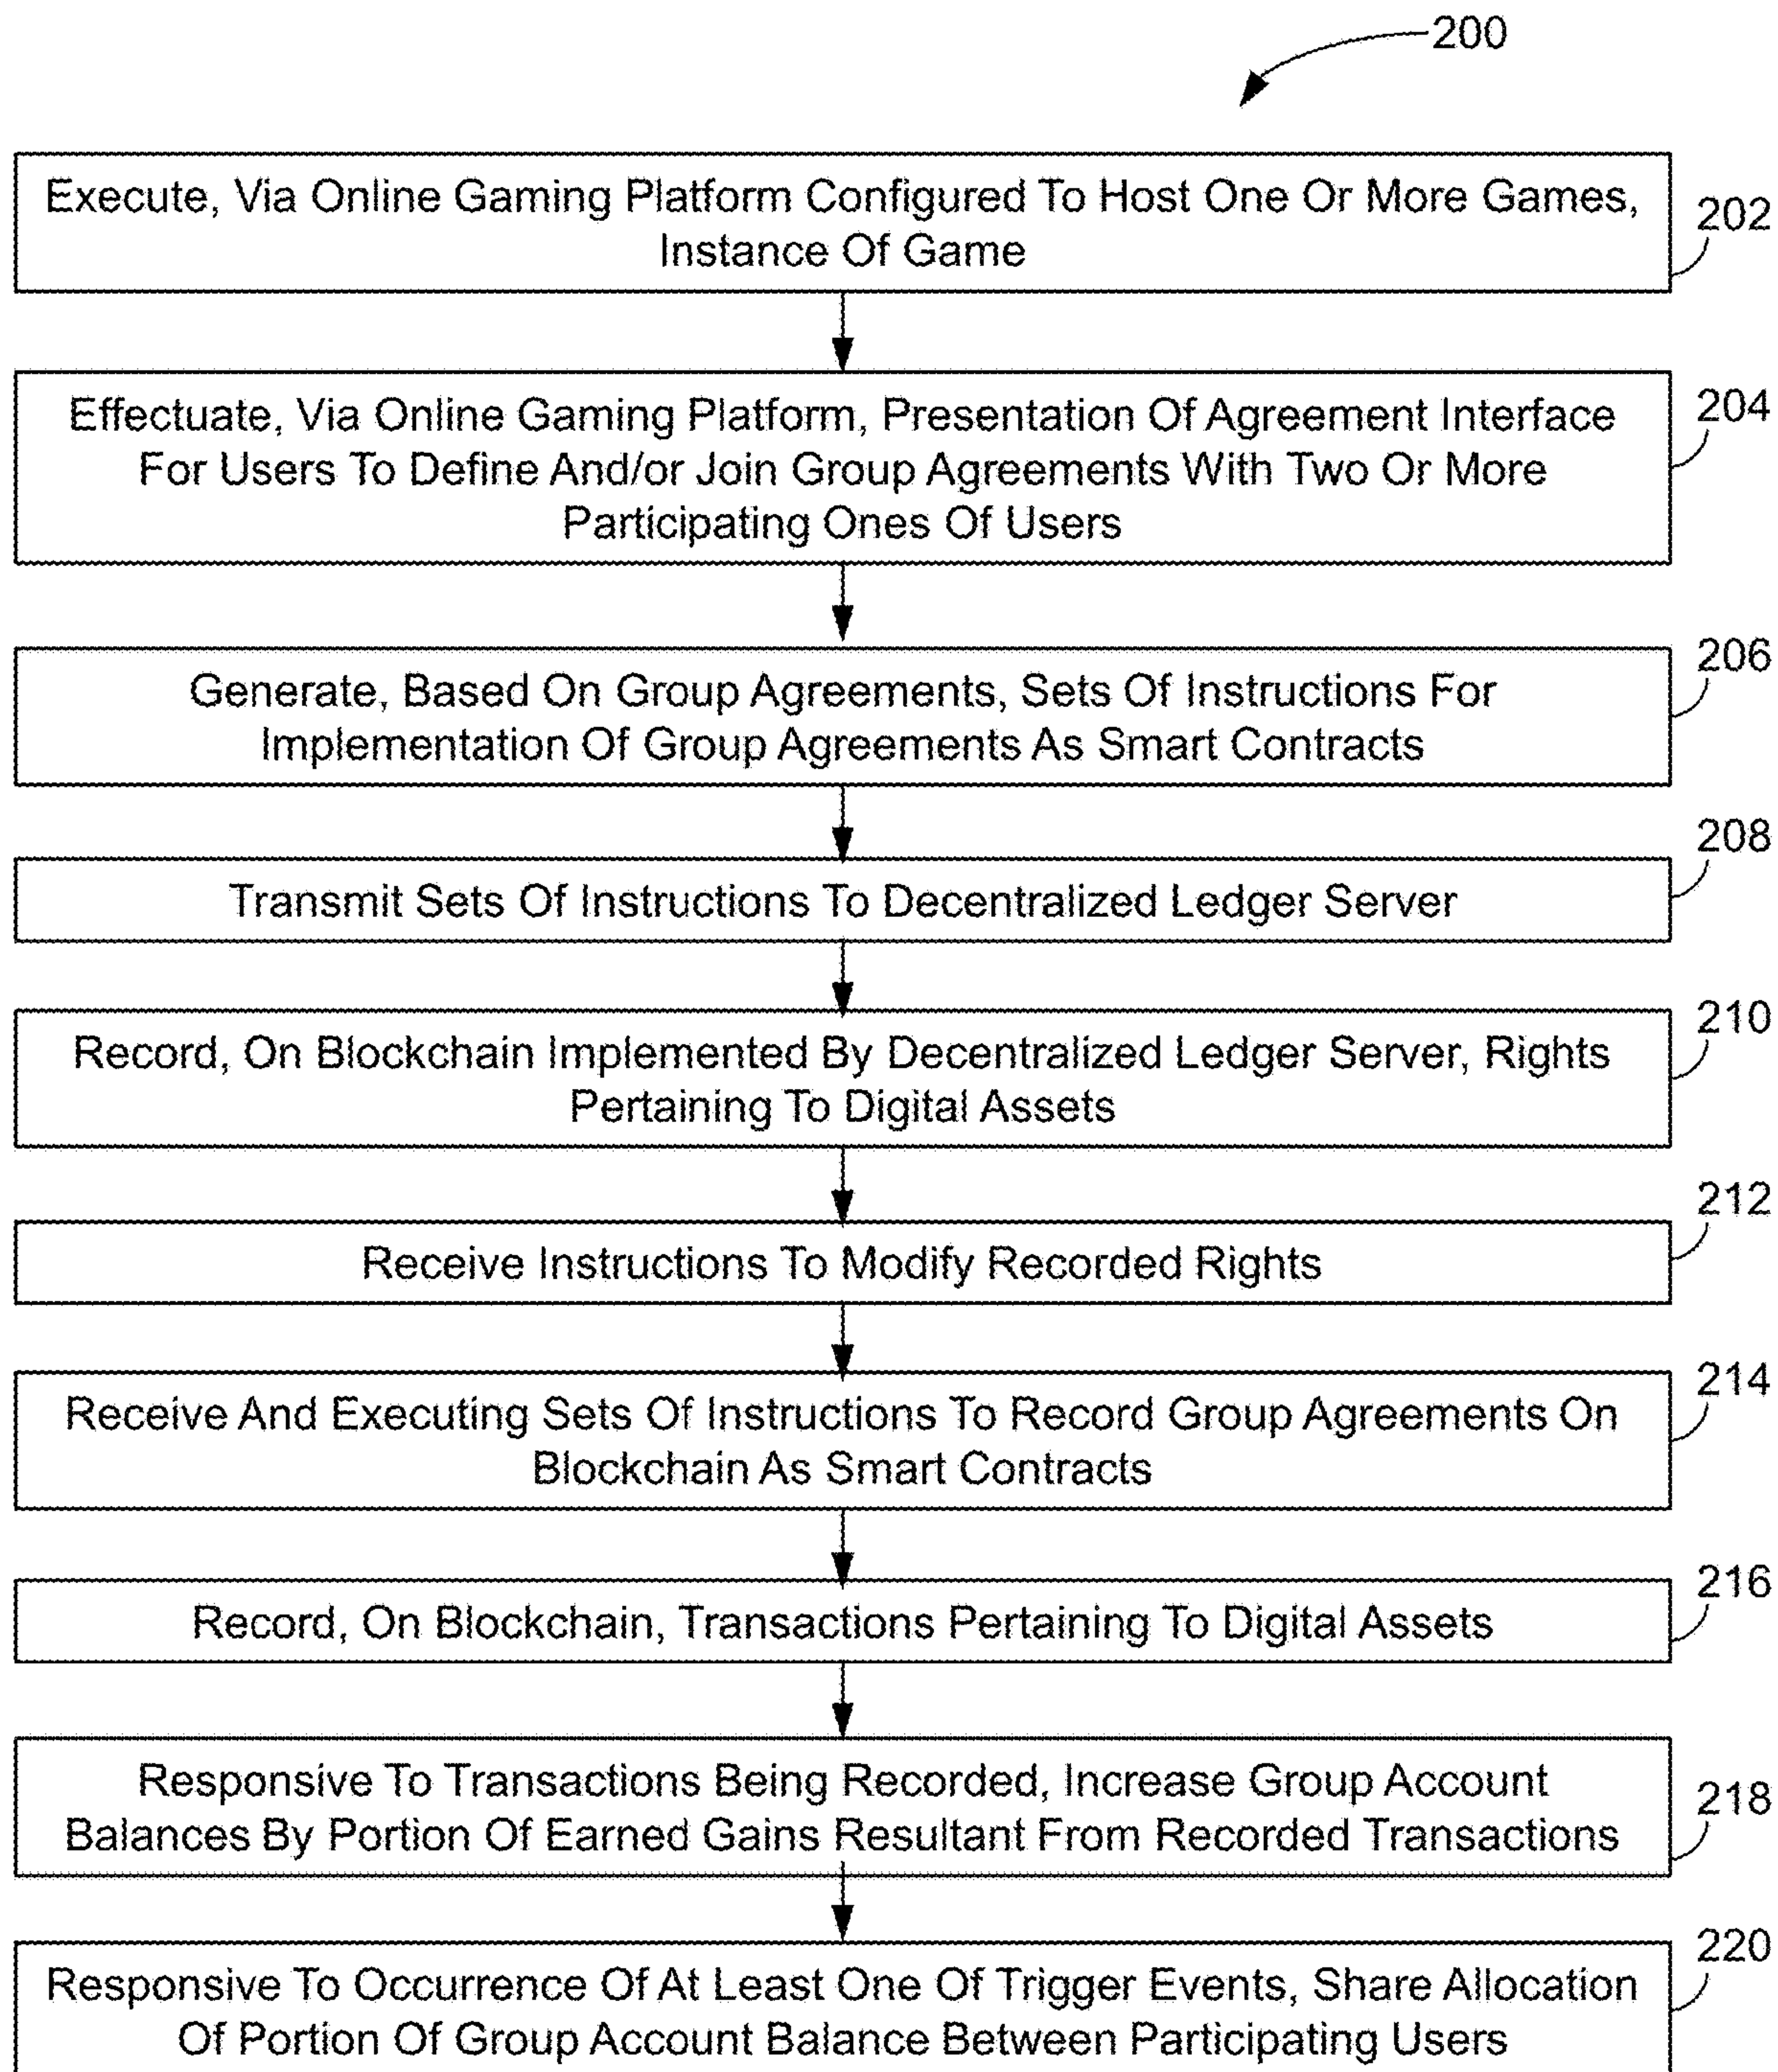 200
Execute, Via Online Gaming Platform Configured To Host One Or More Games,
Instance Of Game
202
Effectuate, Via Online Gaming Platform, Presentation Of Agreement Interface
For Users To Define And/or Join Group Agreements With Two Or More
Participating Ones Of Users
204
Generate, Based On Group Agreements, Sets Of Instructions For
Implementation Of Group Agreements As Smart Contracts
206
Transmit Sets Of Instructions To Decentralized Ledger Server
208
Record, On Blockchain Implemented By Decentralized Ledger Server, Rights
Pertaining To Digital Assets
210
Receive Instructions To Modify Recorded Rights
212
Receive And Executing Sets Of Instructions To Record Group Agreements On
Blockchain As Smart Contracts
214
Record, On Blockchain, Transactions Pertaining To Digital Assets
216
Responsive To Transactions Being Recorded, Increase Group Account
Balances By Portion Of Earned Gains Resultant From Recorded Transactions
218
Responsive To Occurrence Of At Least One Of Trigger Events, Share Allocation
Of Portion Of Group Account Balance Between Participating Users
220